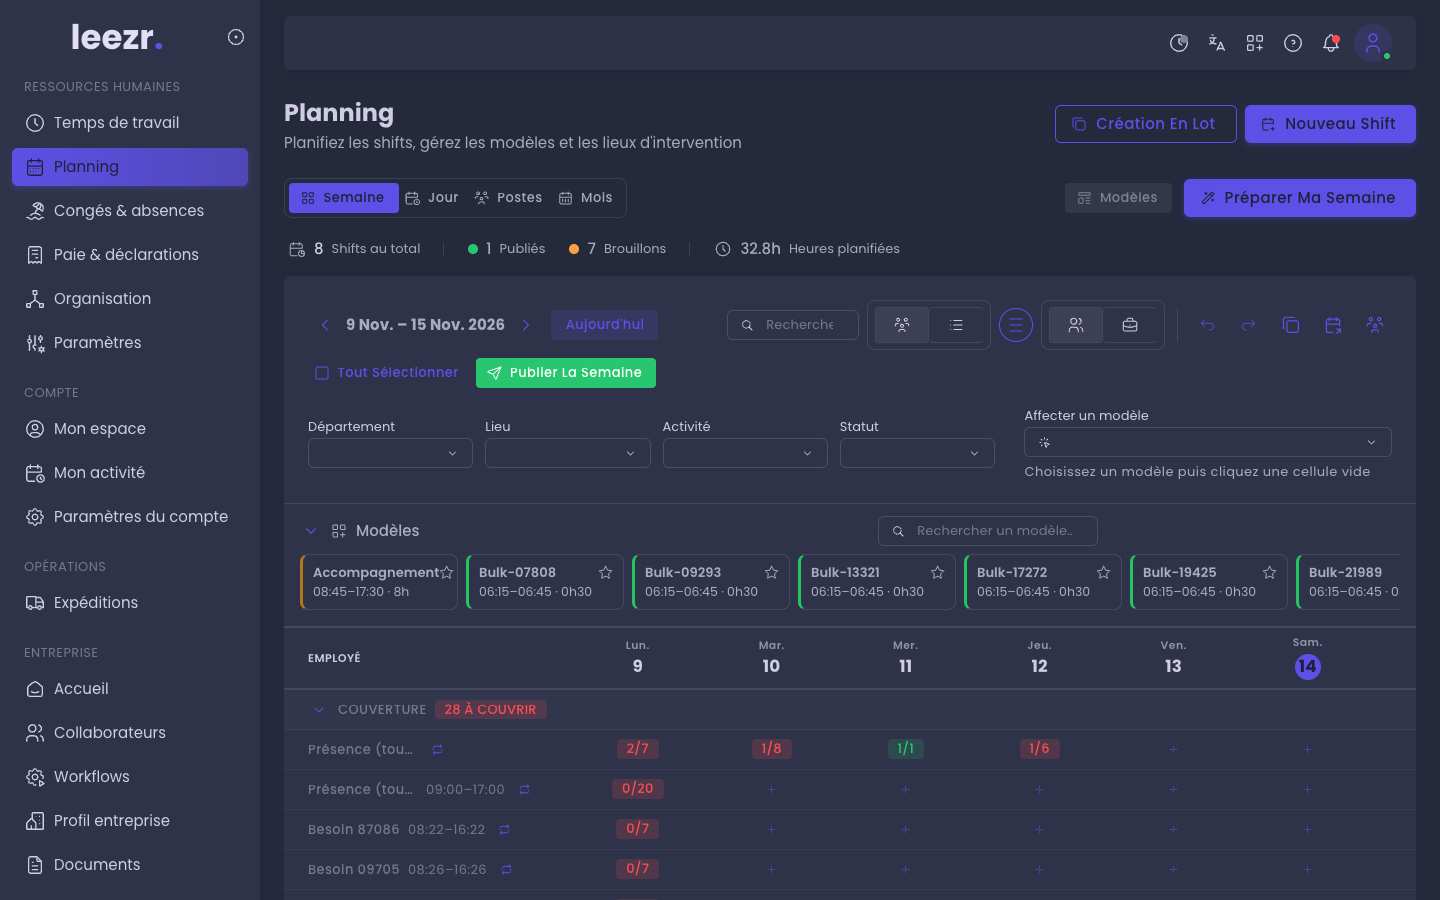 leezr.
RESSOURCES HUMAINES
Temps de travail
Planning
Congés & absences
Paie & déclarations
Organisation
Paramètres
COMPTE
Mon espace
Mon activité
Paramètres du compte
OPÉRATIONS
Expéditions
ENTREPRISE
Accueil
Collaborateurs
Workflows
Profil entreprise
Documents
Planning
Planifiez les shifts, gérez les modèles et les lieux d'intervention
Création En Lot
Nouveau Shift
Semaine Jour Postes Mois
Modèles
Préparer Ma Semaine
8 Shifts au total 1 Publiés 7 Brouillons 32.8h Heures planifiées
9 Nov. – 15 Nov. 2026 Aujourd'hui
Recherche
Tout Sélectionner Publier La Semaine
Département Lieu Activité Statut
Affecter un modèle
Choisissez un modèle puis cliquez une cellule vide
Modèles Rechercher un modèle..
Accompagnement Bulk-07808 Bulk-09293 Bulk-13321 Bulk-17272 Bulk-19425 Bulk-21989
08:45–17:30 · 8h 06:15–06:45 · 0h30 06:15–06:45 · 0h30 06:15–06:45 · 0h30 06:15–06:45 · 0h30 06:15–06:45 · 0h30 06:15–06:45 · 0
EMPLOYÉ
Lun. Mar. Mer. Jeu. Ven. Sam.
9 10 11 12 13 14
COUVERTURE 28 À COUVRIR
Présence (tou... 2/7 1/8 1/1 1/6 + +
Présence (tou... 09:00–17:00 0/20 + + + + +
Besoin 87086 08:22–16:22 0/7 + + + + +
Besoin 09705 08:26–16:26 0/7 + + + + +